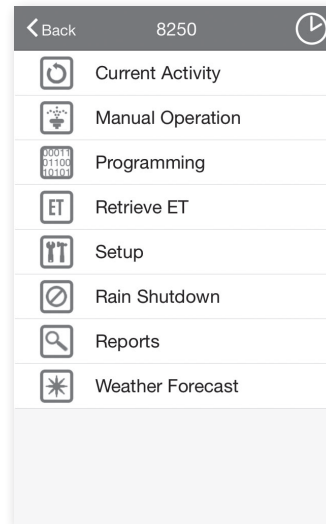 Back 8250
Current Activity
Manual Operation
00011
01100
10101
Programming
ET
Retrieve ET
Setup
Rain Shutdown
Reports
Weather Forecast